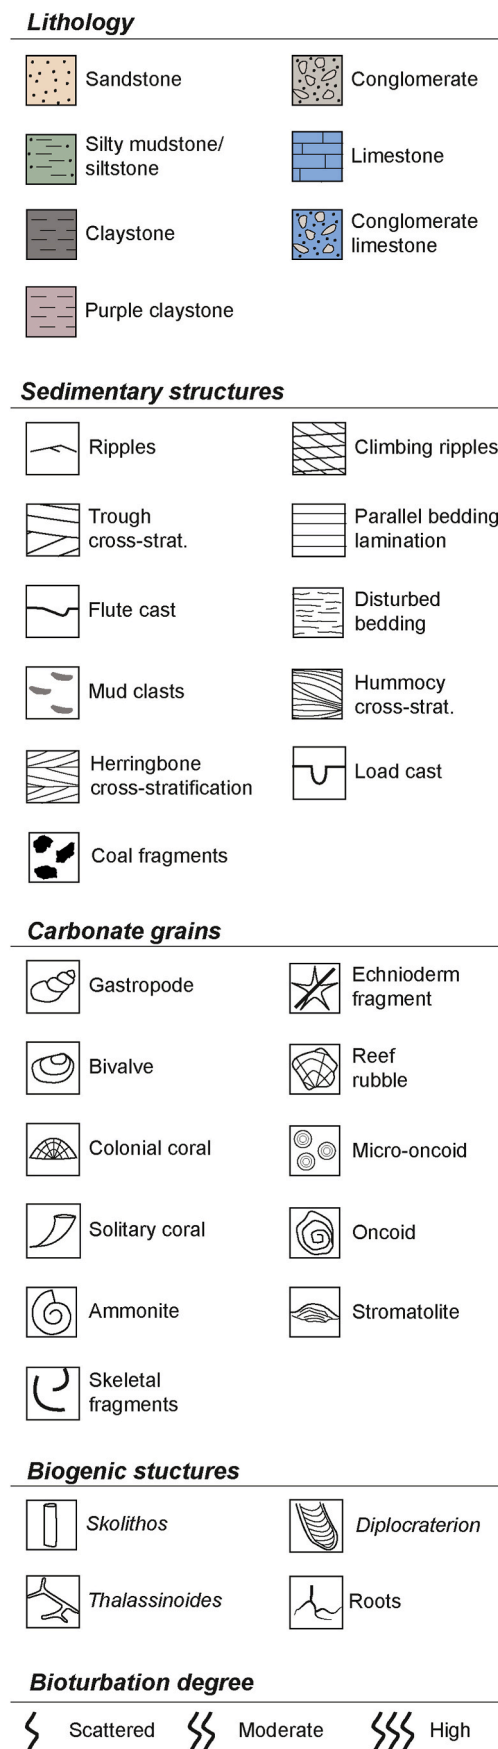 Lithology
Sandstone
Conglomerate
Silty mudstone/
siltstone
Limestone
Claystone
Conglomerate
limestone
Purple claystone
Sedimentary structures
Ripples
Climbing ripples
Trough
cross-strat.
Parallel bedding
lamination
Flute cast
Disturbed
bedding
Mud clasts
Hummocy
cross-strat.
Herringbone
cross-stratification
Load cast
Coal fragments
Carbonate grains
Gastropode
Echnioderm
fragment
Bivalve
Reef
rubble
Colonial coral
Micro-oncoid
Solitary coral
Oncoid
Ammonite
Stromatolite
Skeletal
fragments
Biogenic stuctures
Skolithos
Diplocraterion
Thalassinoides
Roots
Bioturbation degree
Scattered Moderate High